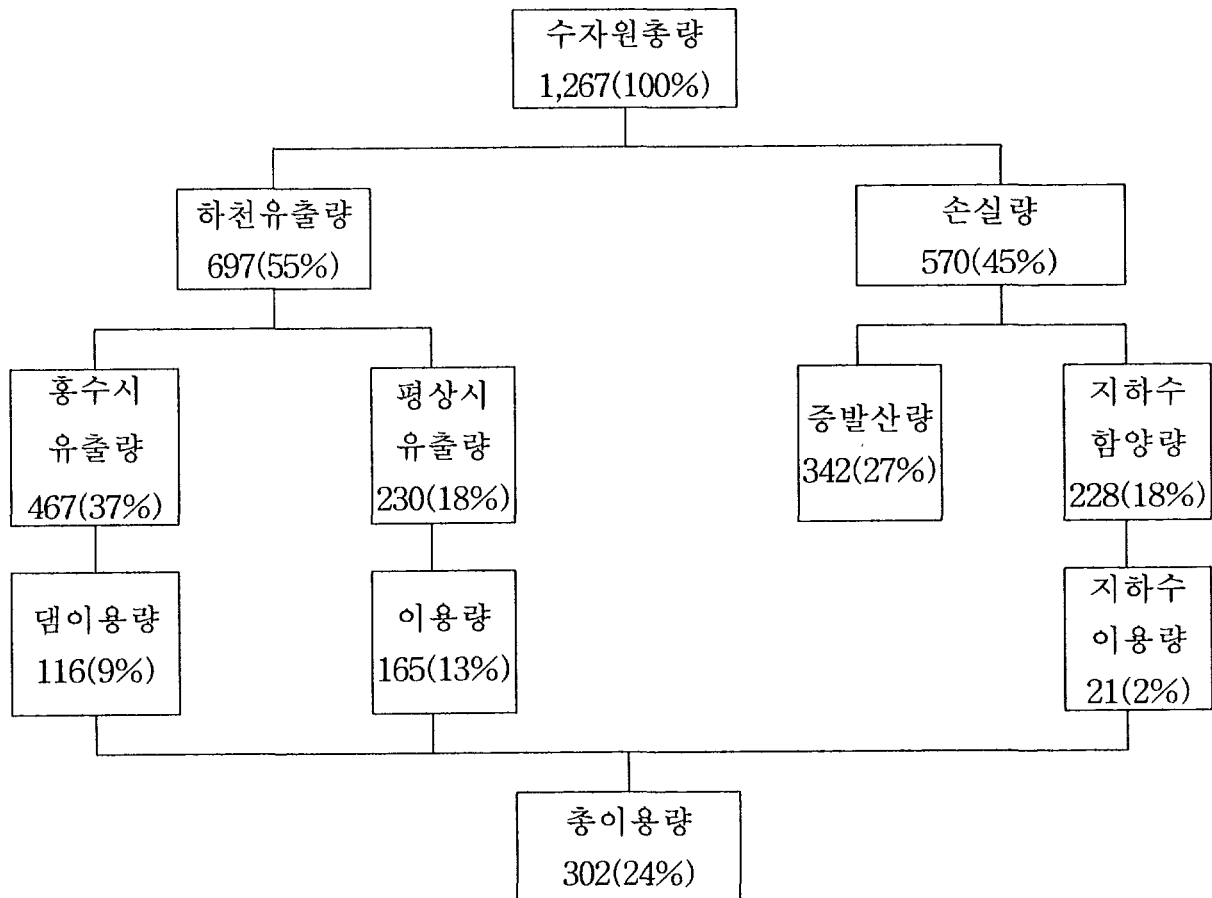 수자원총량
1,267(100%)
하천유출량
697(55%)
손실량
570(45%)
홍수시
유출량
467(37%)
평상시
유출량
230(18%)
증발산량
342(27%)
지하수
함양량
228(18%)
댐이용량
116(9%)
이용량
165(13%)
지하수
이용량
21(2%)
총이용량
302(24%)